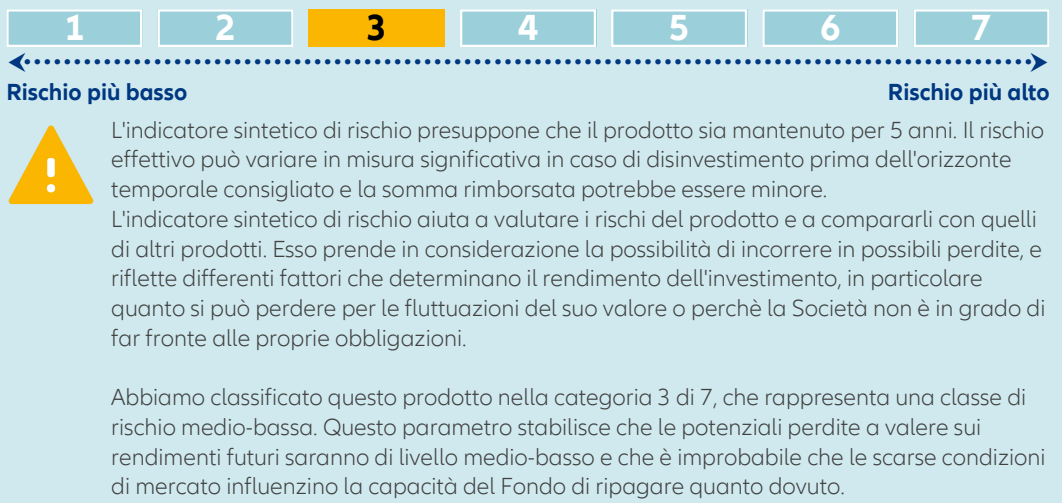 1 2 3 4 5 6 7
Rischio più basso Rischio più alto
L'indicatore sintetico di rischio presuppone che il prodotto sia mantenuto per 5 anni. Il rischio
effettivo può variare in misura significativa in caso di disinvestimento prima dell'orizzonte
temporale consigliato e la somma rimborsata potrebbe essere minore.
L'indicatore sintetico di rischio aiuta a valutare i rischi del prodotto e a compararli con quelli
di altri prodotti. Esso prende in considerazione la possibilità di incorrere in possibili perdite, e
riflette differenti fattori che determinano il rendimento dell'investimento, in particolare
quanto si può perdere per le fluttuazioni del suo valore o perchè la Società non è in grado di
far fronte alle proprie obbligazioni.
Abbiamo classificato questo prodotto nella categoria 3 di 7, che rappresenta una classe di
rischio medio-bassa. Questo parametro stabilisce che le potenziali perdite a valere sui
rendimenti futuri saranno di livello medio-basso e che è improbabile che le scarse condizioni
di mercato influenzino la capacità del Fondo di ripagare quanto dovuto.